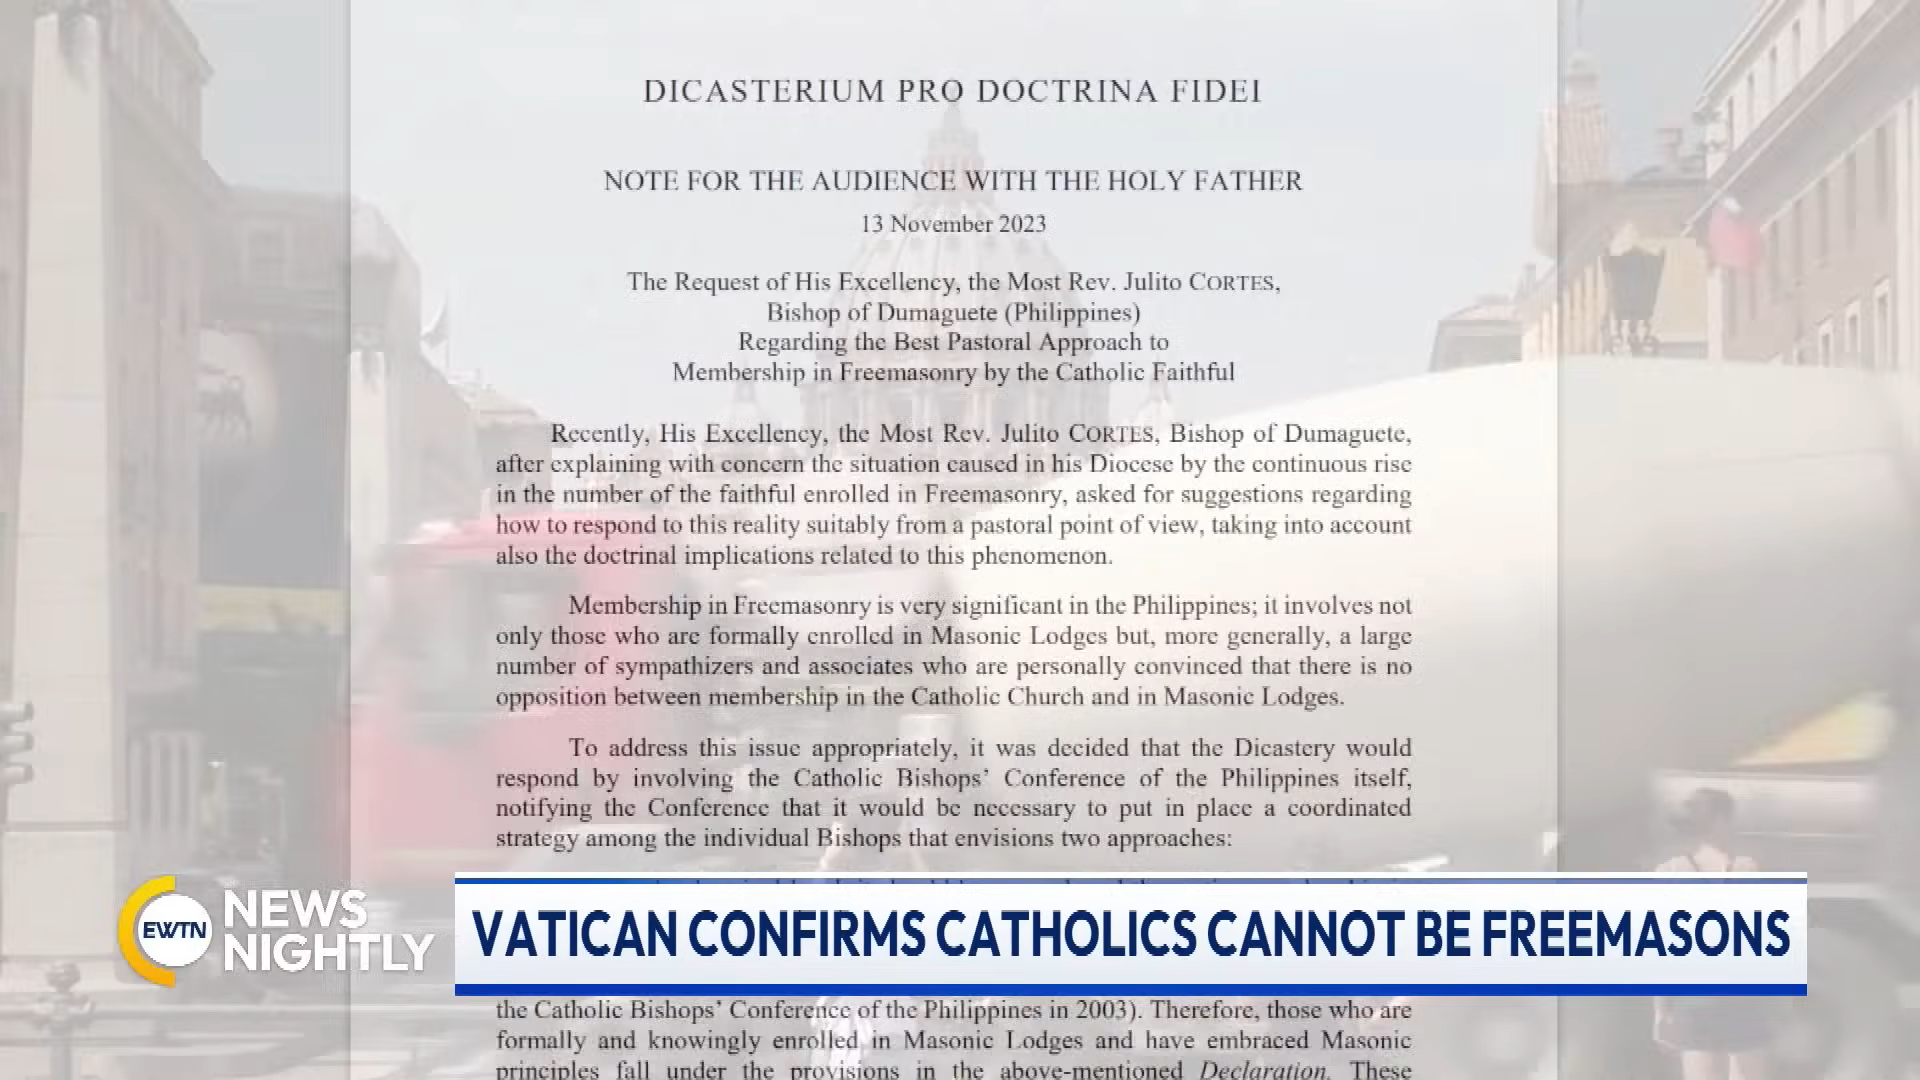 DICASTERIUM PRO DOCTRINA FIDEI
NOTE FOR THE AUDIENCE WITH THE HOLY FATHER
13 November 2023
The Request of His Excellency, the Most Rev. Julito CORTES,
Bishop of Dumaguete (Philippines)
Regarding the Best Pastoral Approach to
Membership in Freemasonry by the Catholic Faithful
Recently, His Excellency, the Most Rev. Julito CORTES, Bishop of Dumaguete,
after explaining with concern the situation caused in his Diocese by the continuous rise
in the number of the faithful enrolled in Freemasonry, asked for suggestions regarding
how to respond to this reality suitably from a pastoral point of view, taking into account
also the doctrinal implications related to this phenomenon.
Membership in Freemasonry is very significant in the Philippines; it involves not
only those who are formally enrolled in Masonic Lodges but, more generally, a large
number of sympathizers and associates who are personally convinced that there is no
opposition between membership in the Catholic Church and in Masonic Lodges.
To address this issue appropriately, it was decided that the Dicastery would
respond by involving the Catholic Bishops’ Conference of the Philippines itself,
notifying the Conference that it would be necessary to put in place a coordinated
strategy among the individual Bishops that envisions two approaches:
EWTN NEWS NIGHTLY
VATICAN CONFIRMS CATHOLICS CANNOT BE FREEMASONS
the Catholic Bishops’ Conference of the Philippines in 2003). Therefore, those who are
formally and knowingly enrolled in Masonic Lodges and have embraced Masonic
principles fall under the provisions in the above-mentioned Declaration. These